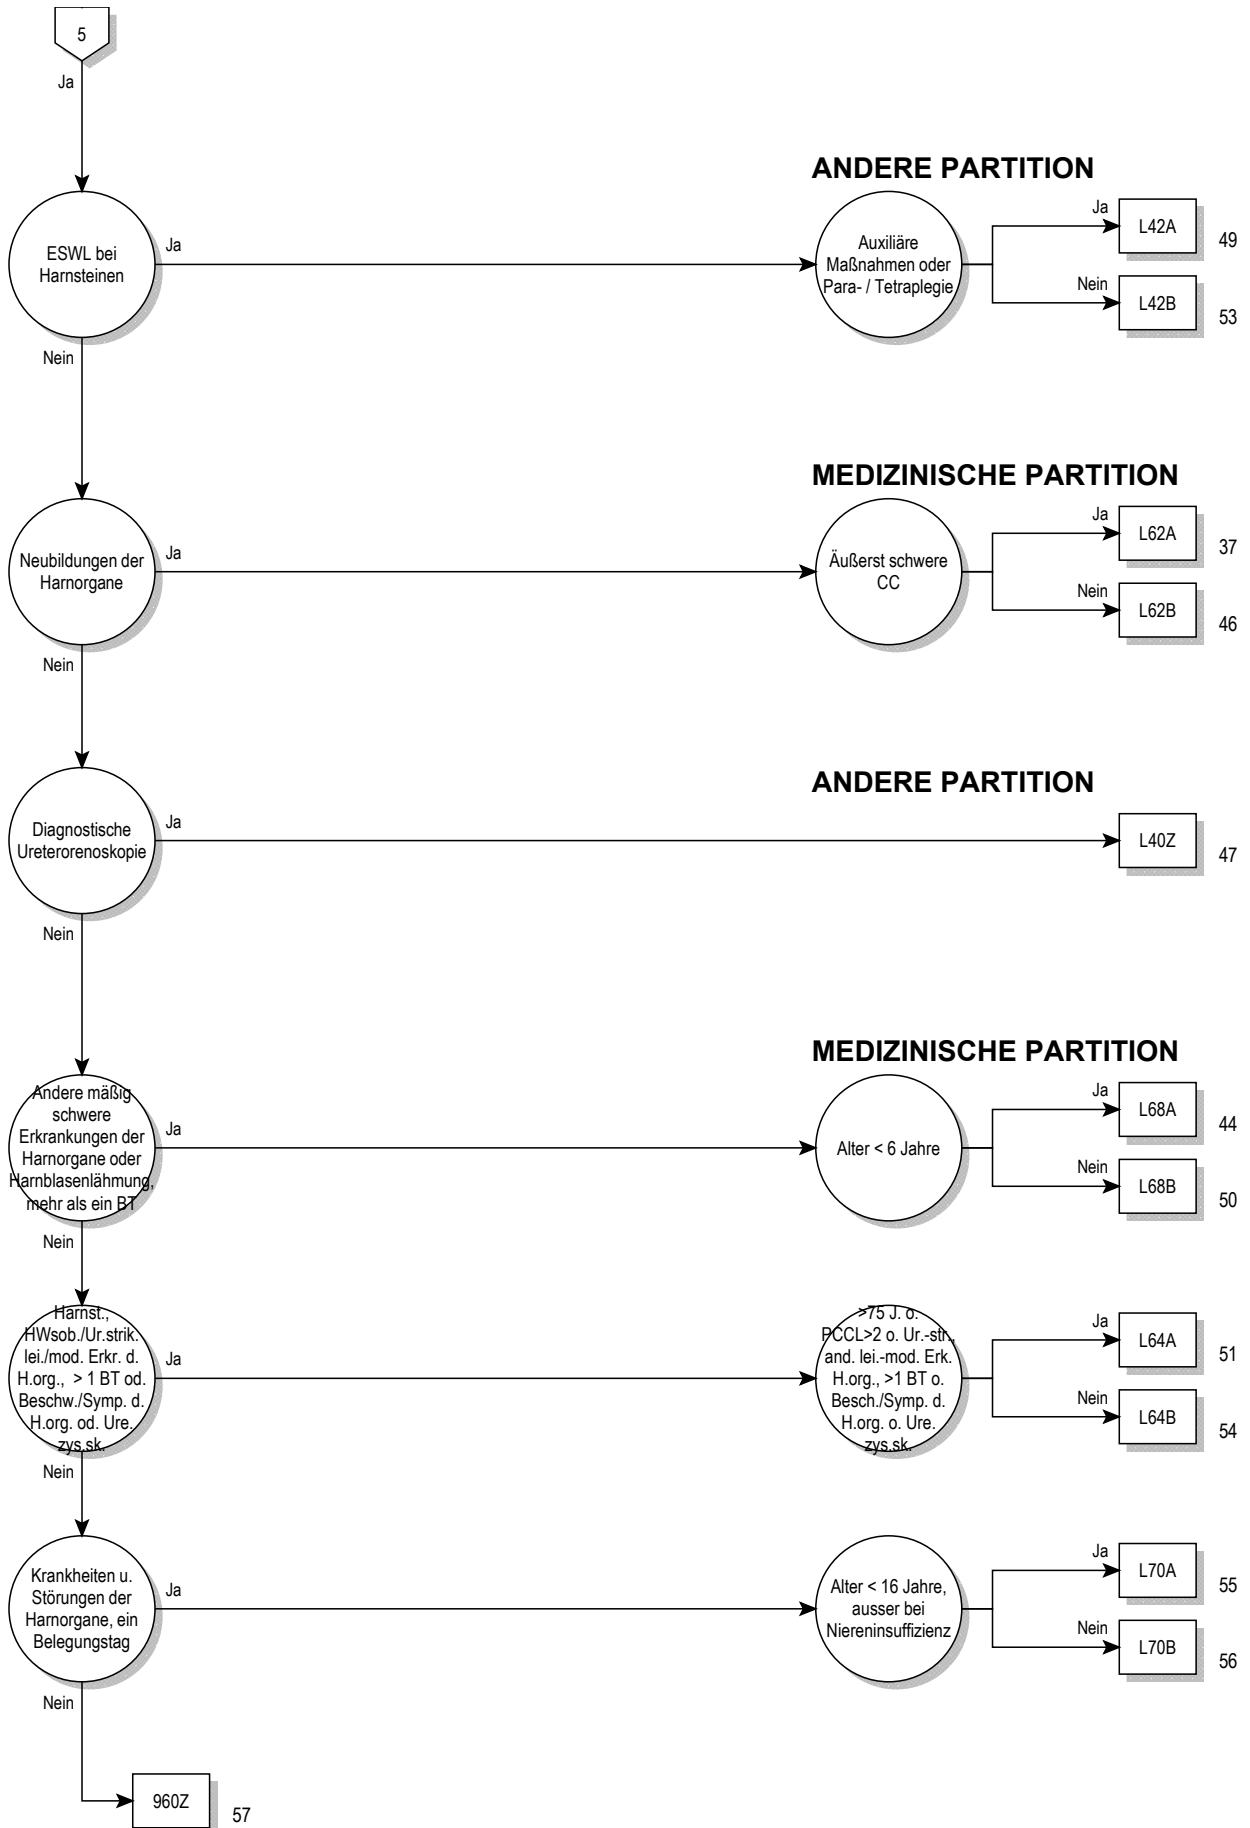 5
Ja
ANDERE PARTITION
ESWL bei
Harnsteinen
Ja
Auxiliäre
Maßnahmen oder
Para- / Tetraplegie
Ja
L42A
49
Nein
L42B
53
Nein
MEDIZINISCHE PARTITION
Neubildungen der
Harnorgane
Ja
Äußerst schwere
CC
Ja
L62A
37
Nein
L62B
46
Nein
ANDERE PARTITION
Diagnostische
Ureterorenoskopie
Ja
L40Z
47
Nein
MEDIZINISCHE PARTITION
Andere mäßig
schwere
Erkrankungen der
Harnorgane oder
Harnblasenlähmung,
mehr als ein BT
Ja
Alter < 6 Jahre
Ja
L68A
44
Nein
L68B
50
Nein
Harnst.,
HWsob./Ur.strik.
lei./mod. Erkr. d.
H.org., > 1 BT od.
Beschw./Symp. d.
H.org. od. Ure.
zys.sk.
Ja
>75 J. o.
PCCL>2 o. Ur.-str.,
and. lei.-mod. Erk.
H.org., >1 BT o.
Besch./Symp. d.
H.org. o. Ure.
zys.sk.
Ja
L64A
51
Nein
L64B
54
Nein
Krankheiten u.
Störungen der
Harnorgane, ein
Belegungstag
Ja
Alter < 16 Jahre,
ausser bei
Niereninsuffizienz
Ja
L70A
55
Nein
L70B
56
Nein
960Z
57